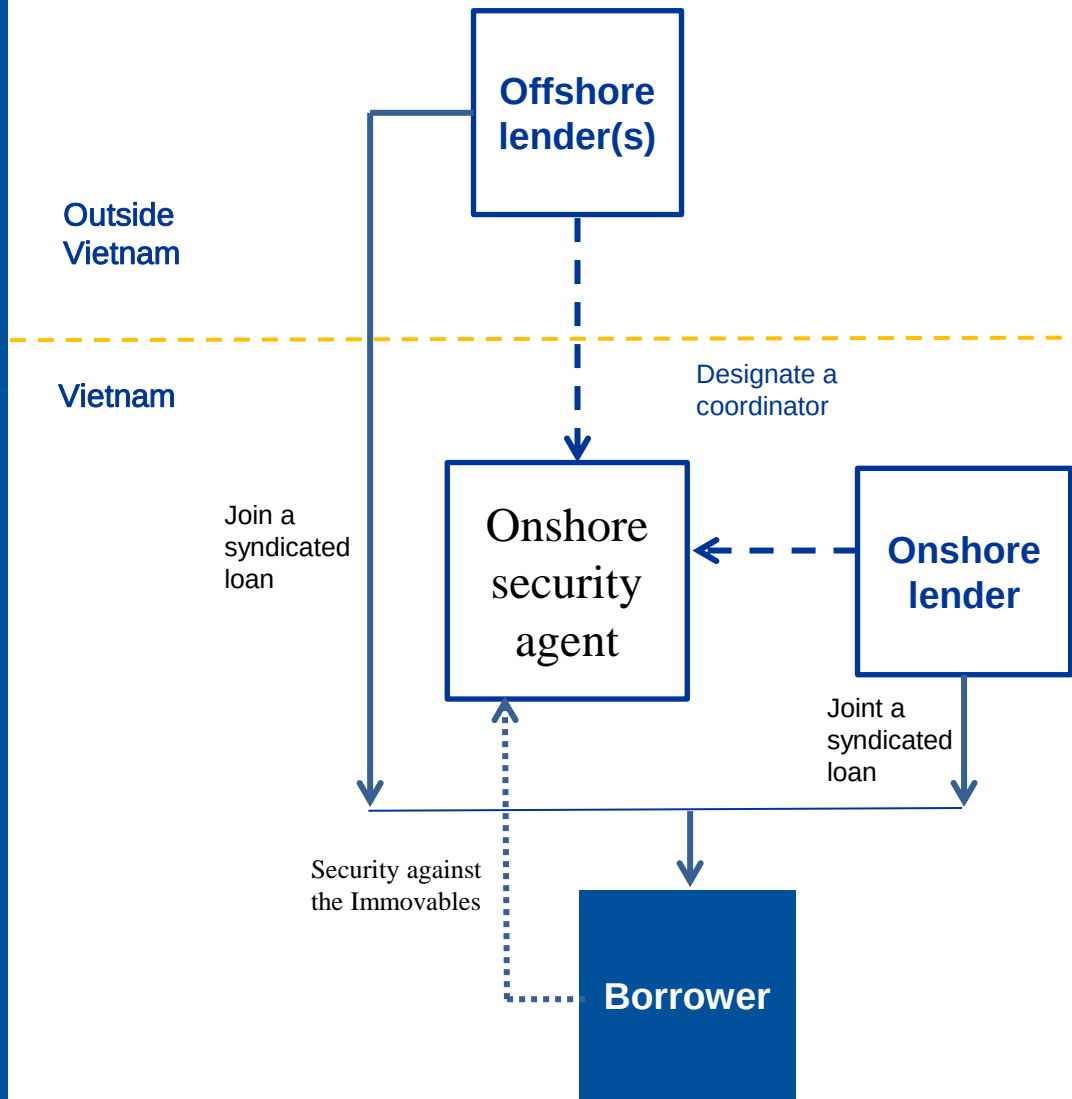 Offshore
lender(s)
Outside
Vietnam
Vietnam
Designate a
coordinator
Join a
syndicated
loan
Onshore
security
agent
Onshore
lender
Joint a
syndicated
loan
Security against
the Immovables
Borrower